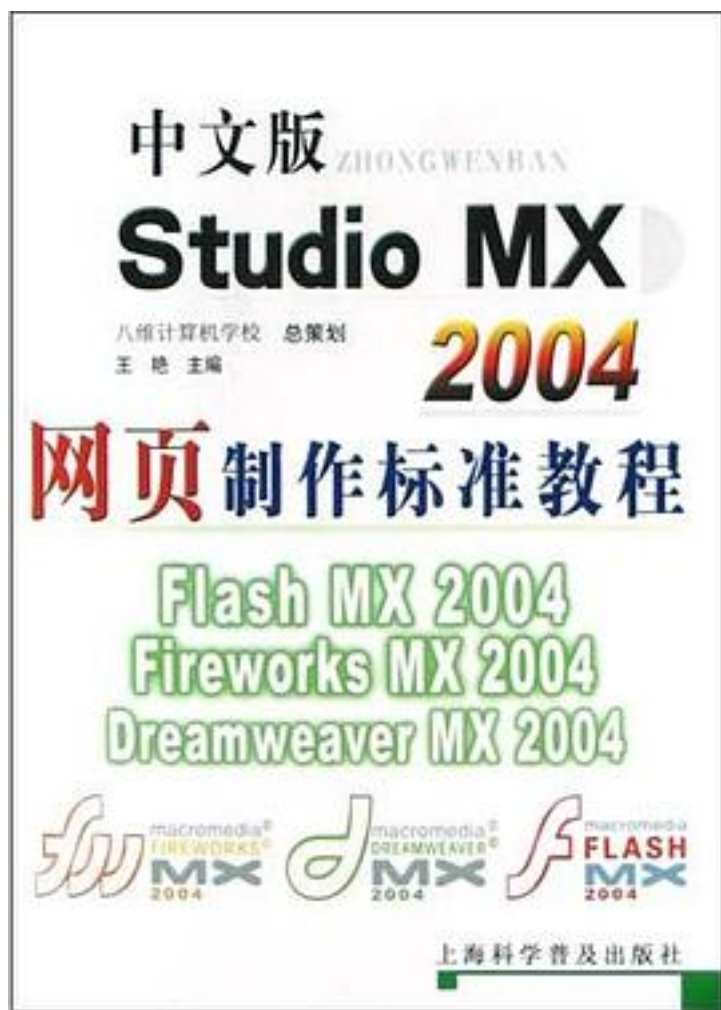 中文版 ZHONGWENBAN
Studio MX
八维计算机学校 总策划
王 艳 主编
2004
网页制作标准教程
Flash MX 2004
Fireworks MX 2004
Dreamweaver MX 2004
macromedia®
FIREWORKS®
MX
2004
macromedia®
DREAMWEAVER®
MX
2004
macromedia
FLASH
MX
2004
上海科学普及出版社